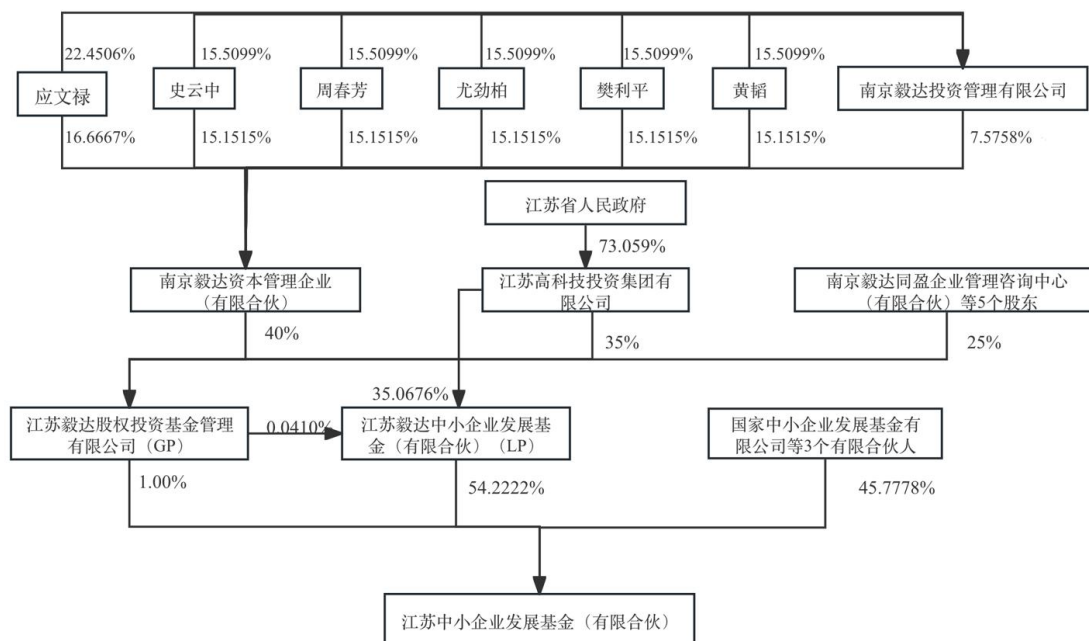 22.4506%
15.5099%
15.5099%
15.5099%
15.5099%
15.5099%
应文禄
史云中
周春芳
尤劲柏
樊利平
黄韬
南京毅达投资管理有限公司
16.6667%
15.1515%
15.1515%
15.1515%
15.1515%
15.1515%
7.5758%
江苏省人民政府
73.059%
南京毅达资本管理企业
（有限合伙）
江苏高科技投资集团有
限公司
南京毅达同盈企业管理咨询中心
（有限合伙）等5个股东
40%
35%
25%
35.0676%
江苏毅达股权投资基金管理
有限公司（GP）
0.0410%
江苏毅达中小企业发展基
金（有限合伙）（LP）
国家中小企业发展基金有
限公司等3个有限合伙人
1.00%
54.2222%
45.7778%
江苏中小企业发展基金（有限合伙）